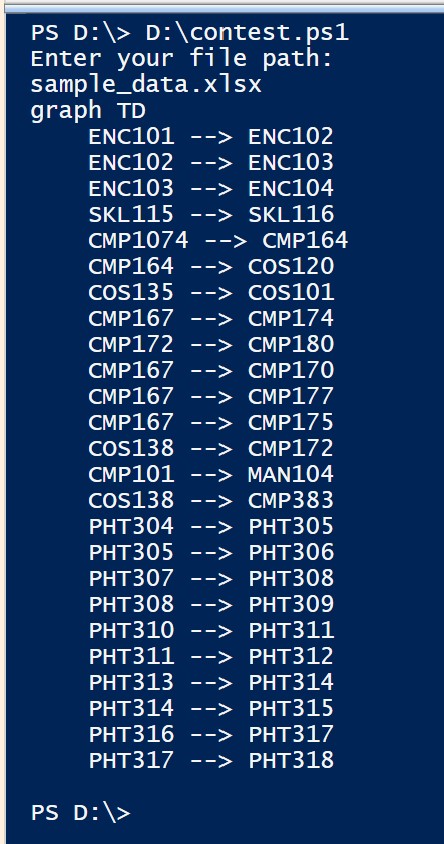 PS D:\> D:\contest.ps1
Enter your file path:
sample_data.xlsx
graph TD
ENC101 --> ENC102
ENC102 --> ENC103
ENC103 --> ENC104
SKL115 --> SKL116
CMP1074 --> CMP164
CMP164 --> COS120
COS135 --> COS101
CMP167 --> CMP174
CMP172 --> CMP180
CMP167 --> CMP170
CMP167 --> CMP177
CMP167 --> CMP175
COS138 --> CMP172
CMP101 --> MAN104
COS138 --> CMP383
PHT304 --> PHT305
PHT305 --> PHT306
PHT307 --> PHT308
PHT308 --> PHT309
PHT310 --> PHT311
PHT311 --> PHT312
PHT313 --> PHT314
PHT314 --> PHT315
PHT316 --> PHT317
PHT317 --> PHT318
PS D:\>